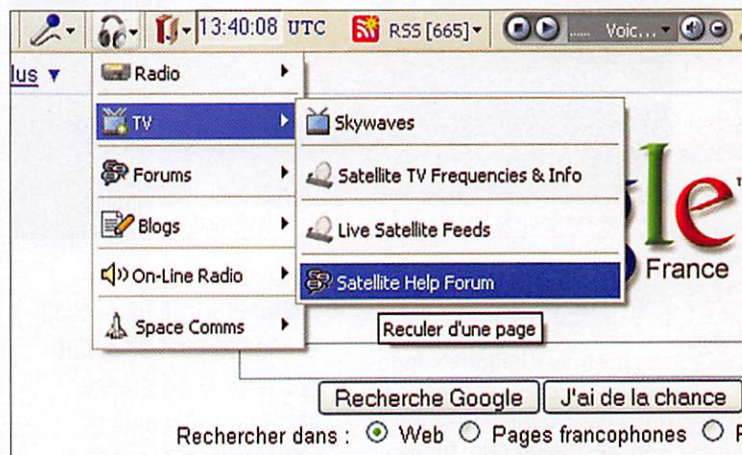 13:40:08 UTC RSS [665] Voic...
lus Radio
TV Skywaves
Forums Satellite TV Frequencies & Info
Blogs Live Satellite Feeds
On-Line Radio Satellite Help Forum
Space Comms Reculer d'une page
le
France
Recherche Google J'ai de la chance
Rechercher dans : Web Pages francophones